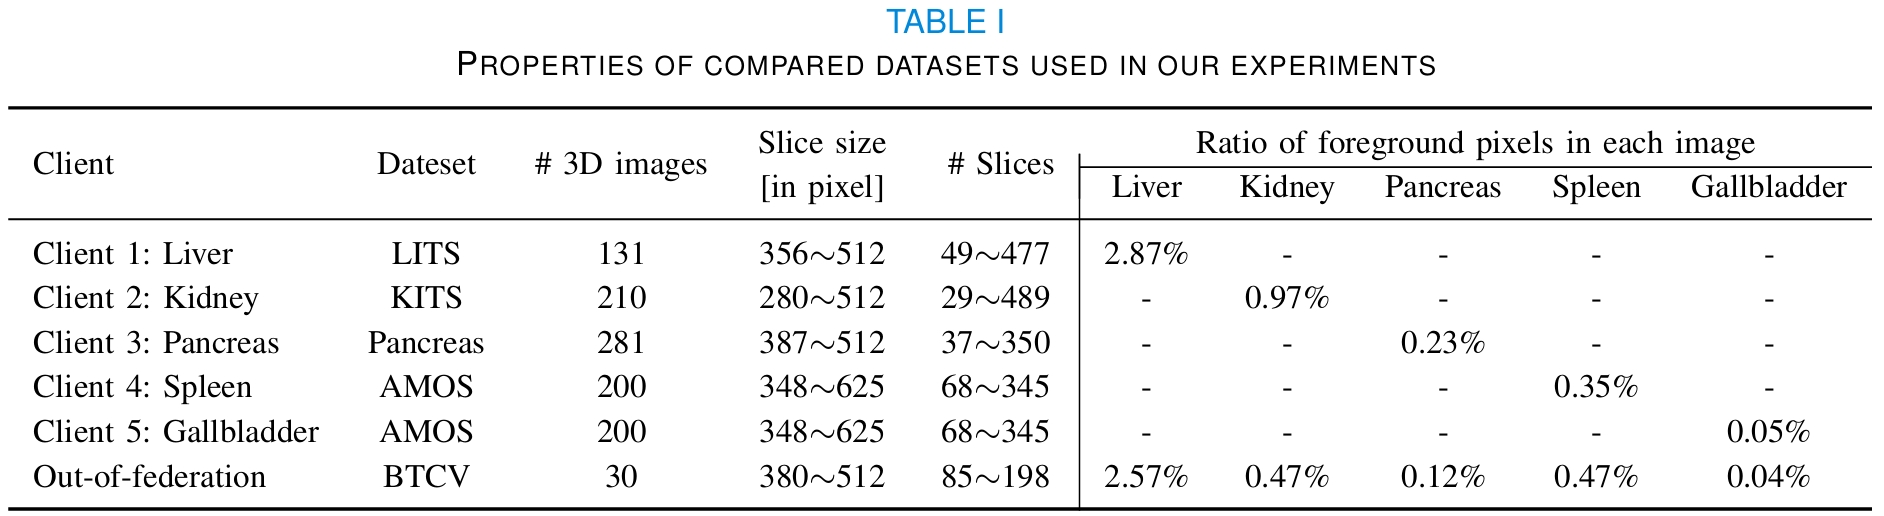 TABLE I
PROPERTIES OF COMPARED DATASETS USED IN OUR EXPERIMENTS
Client Dateset # 3D images Slice size [in pixel] # Slices Ratio of foreground pixels in each image
Liver Kidney Pancreas Spleen Gallbladder
Client 1: Liver LITS 131 356~512 49~477 2.87% - - - -
Client 2: Kidney KITS 210 280~512 29~489 - 0.97% - - -
Client 3: Pancreas Pancreas 281 387~512 37~350 - - 0.23% - -
Client 4: Spleen AMOS 200 348~625 68~345 - - - 0.35% -
Client 5: Gallbladder AMOS 200 348~625 68~345 - - - - 0.05%
Out-of-federation BTCV 30 380~512 85~198 2.57% 0.47% 0.12% 0.47% 0.04%